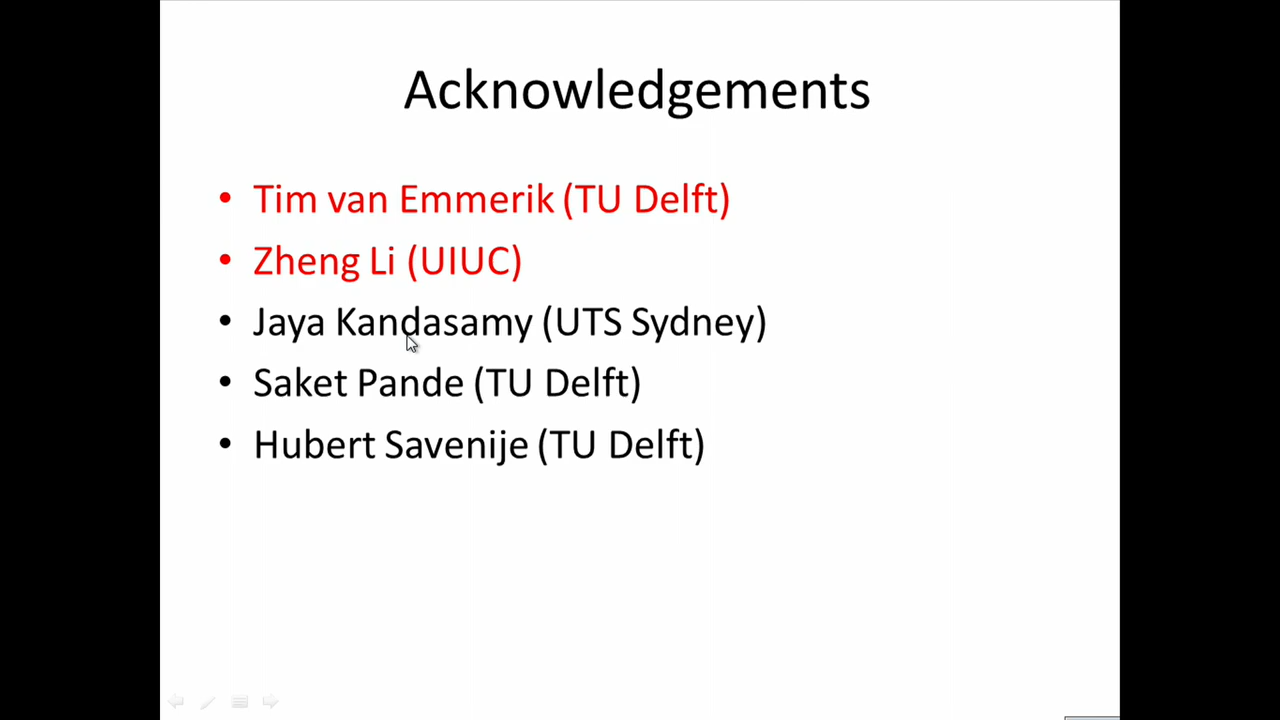 Acknowledgements
• Tim van Emmerik (TU Delft)
• Zheng Li (UIUC)
• Jaya Kandasamy (UTS Sydney)
• Saket Pande (TU Delft)
• Hubert Savenije (TU Delft)